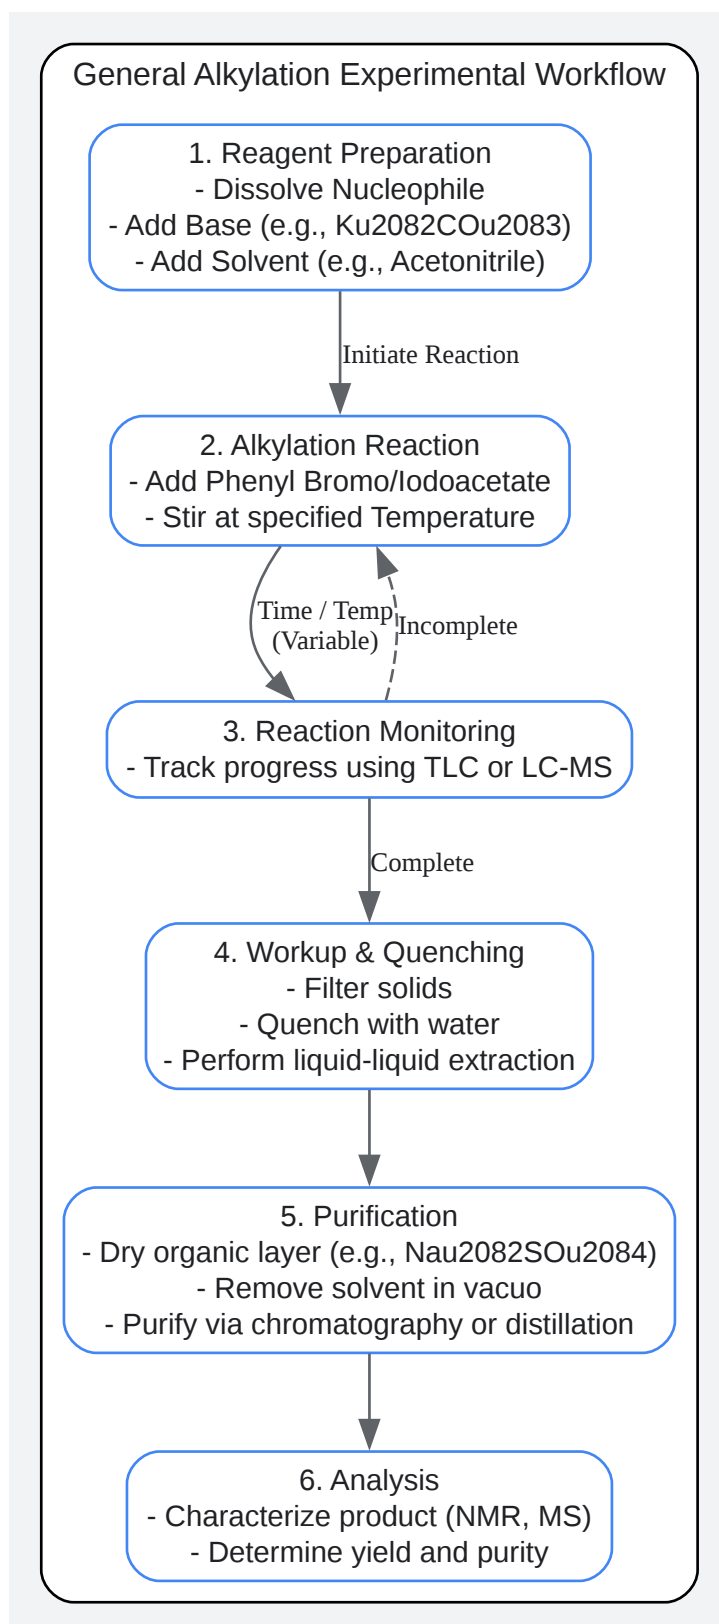 General Alkylation Experimental Workflow
1. Reagent Preparation
- Dissolve Nucleophile
- Add Base (e.g., Ku2082COu2083)
- Add Solvent (e.g., Acetonitrile)
Initiate Reaction
2. Alkylation Reaction
- Add Phenyl Bromo/Iodoacetate
- Stir at specified Temperature
Time / Temp
(Variable)
Incomplete
3. Reaction Monitoring
- Track progress using TLC or LC-MS
Complete
4. Workup & Quenching
- Filter solids
- Quench with water
- Perform liquid-liquid extraction
5. Purification
- Dry organic layer (e.g., Nau2082SOu2084)
- Remove solvent in vacuo
- Purify via chromatography or distillation
6. Analysis
- Characterize product (NMR, MS)
- Determine yield and purity